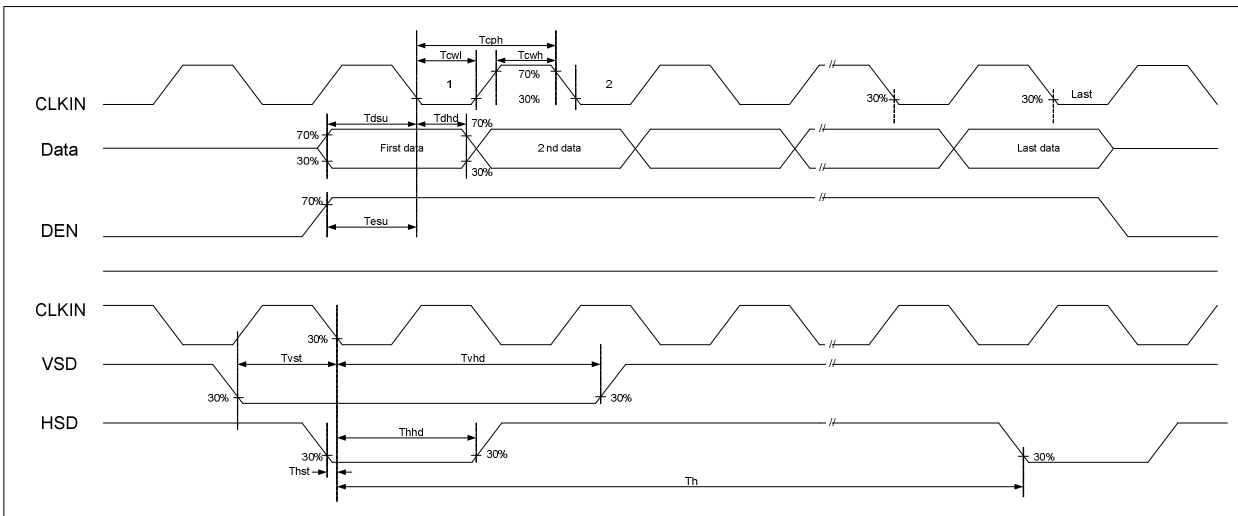 Tcph
Tcwl
Tcwh
1
70%
2
CLKIN
30%
//
30%
30%
Last
Tdsu
Tdhd
70%
70%
Data
First data
2nd data
Last data
30%
30%
//
70%
//
DEN
Tesu
CLKIN
30%
//
VSD
Tvst
Tvhd
//
30%
30%
HSD
Thhd
//
30%
30%
30%
Thst
Th